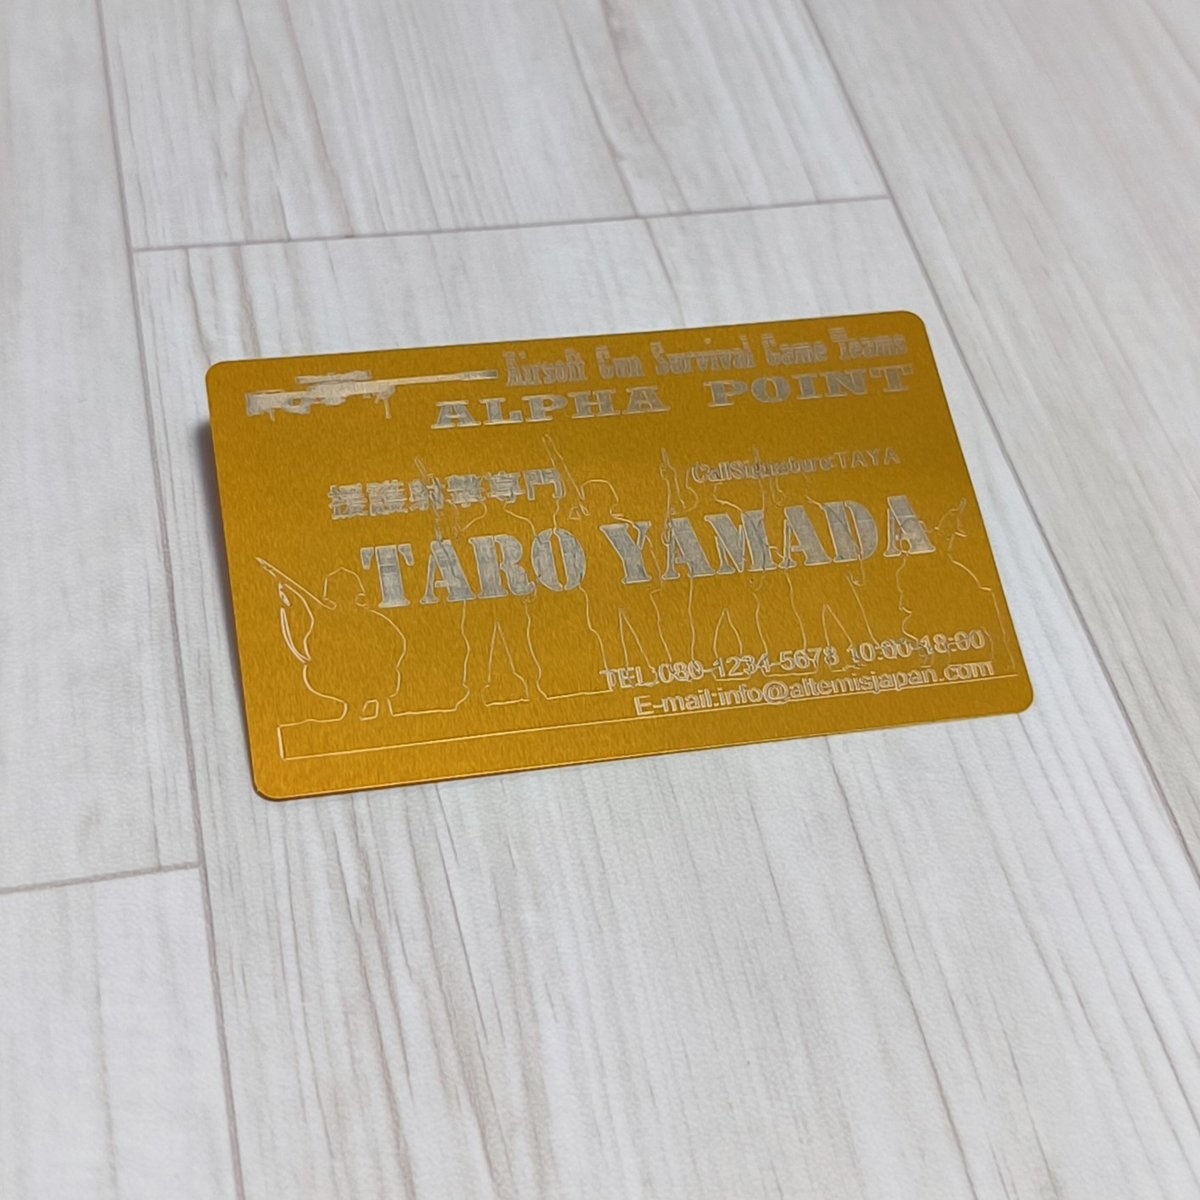 Airsoft Gun Survival Game Teams
ALPHA POINT
援護射撃専門
CallSignature:TAYA
TARO YAMADA
TEL:080-1234-5678 10:00-18:00
E-mail:info@altemisjapan.com